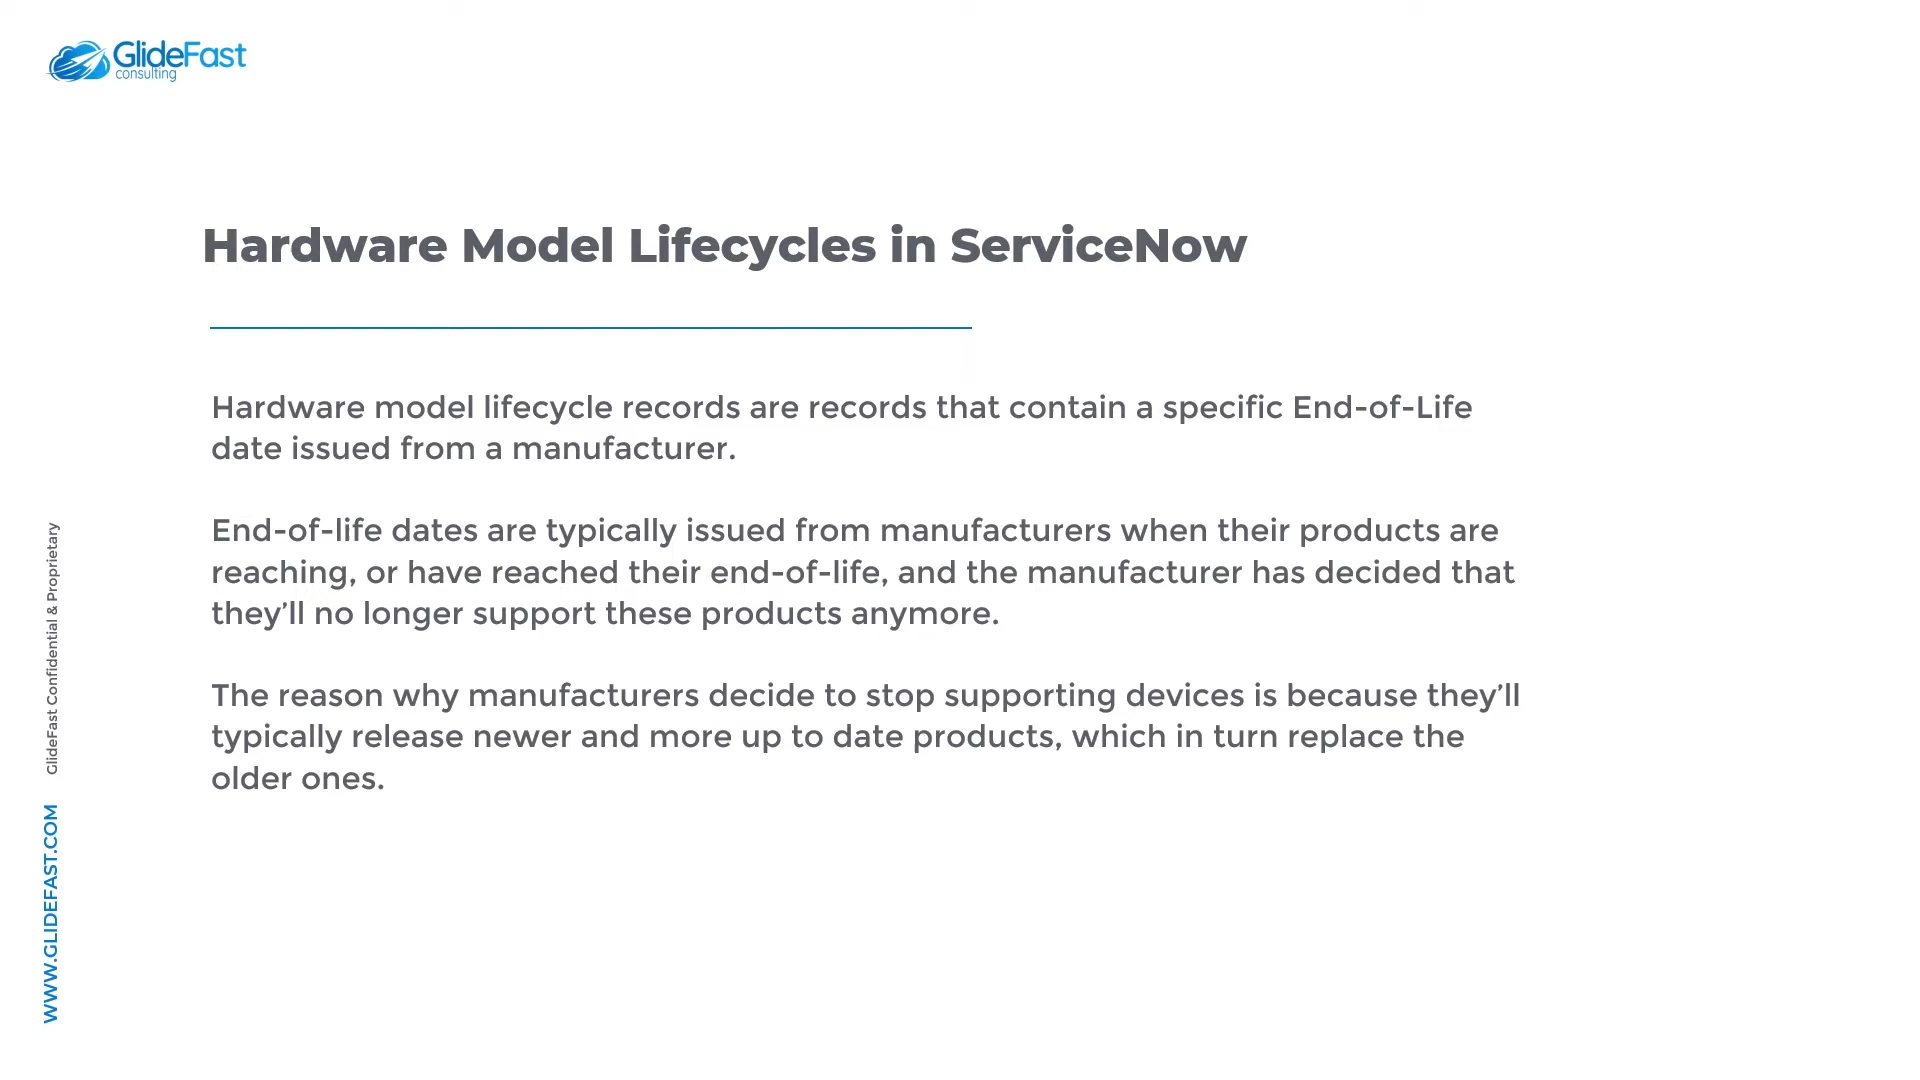 GlideFast
consulting
Hardware Model Lifecycles in ServiceNow
Hardware model lifecycle records are records that contain a specific End-of-Life
date issued from a manufacturer.
End-of-life dates are typically issued from manufacturers when their products are
reaching, or have reached their end-of-life, and the manufacturer has decided that
they’ll no longer support these products anymore.
The reason why manufacturers decide to stop supporting devices is because they’ll
typically release newer and more up to date products, which in turn replace the
older ones.
GlideFast Confidential & Proprietary
WWW.GLIDEFAST.COM